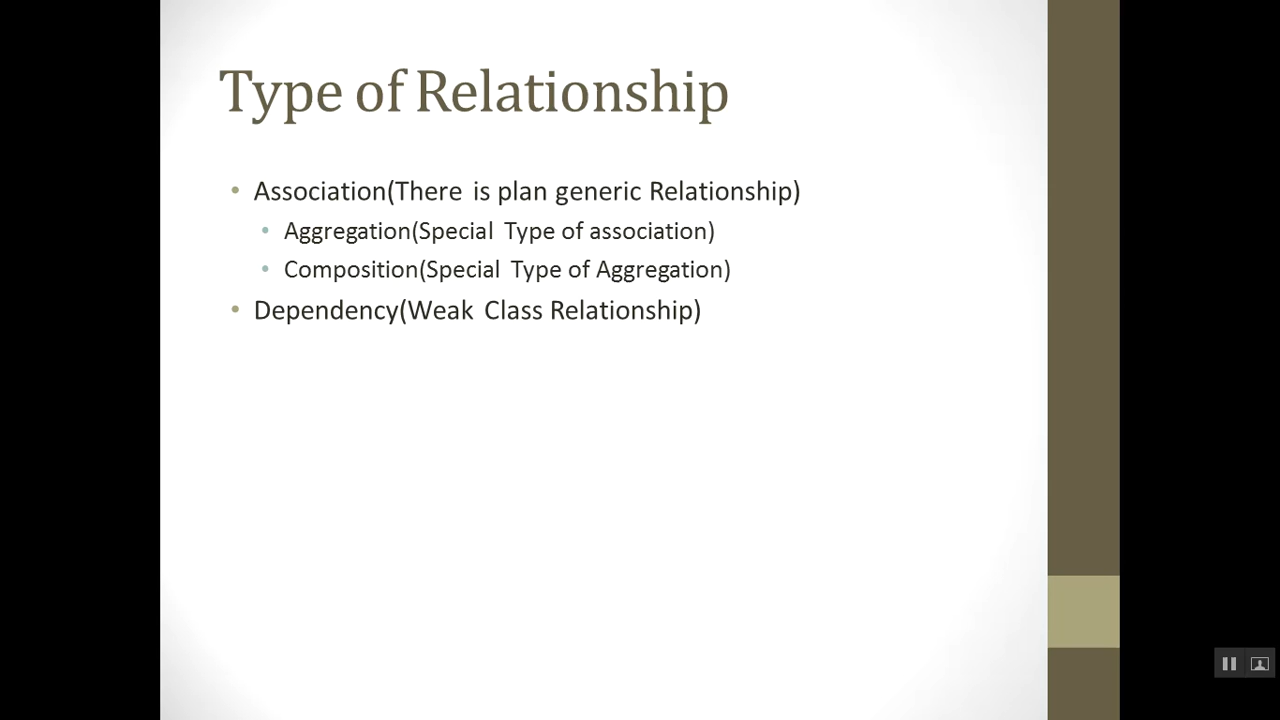 Type of Relationship
• Association(There is plan generic Relationship)
• Aggregation(Special Type of association)
• Composition(Special Type of Aggregation)
• Dependency(Weak Class Relationship)